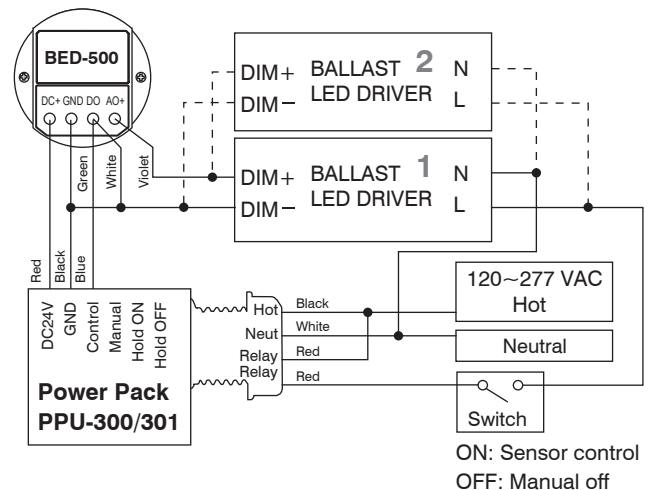 BED-500
DC+ GND DO AO+
Green
White
Violet
Red
Black
Blue
DIM+ BALLAST 2 N
DIM− LED DRIVER L
DIM+ BALLAST 1 N
DIM− LED DRIVER L
DC24V
GND
Control
Manual
Hold ON
Hold OFF
Power Pack
PPU-300/301
Hot Black
Neut White
Relay Red
Relay Red
120~277 VAC
Hot
Neutral
Switch
ON: Sensor control
OFF: Manual off